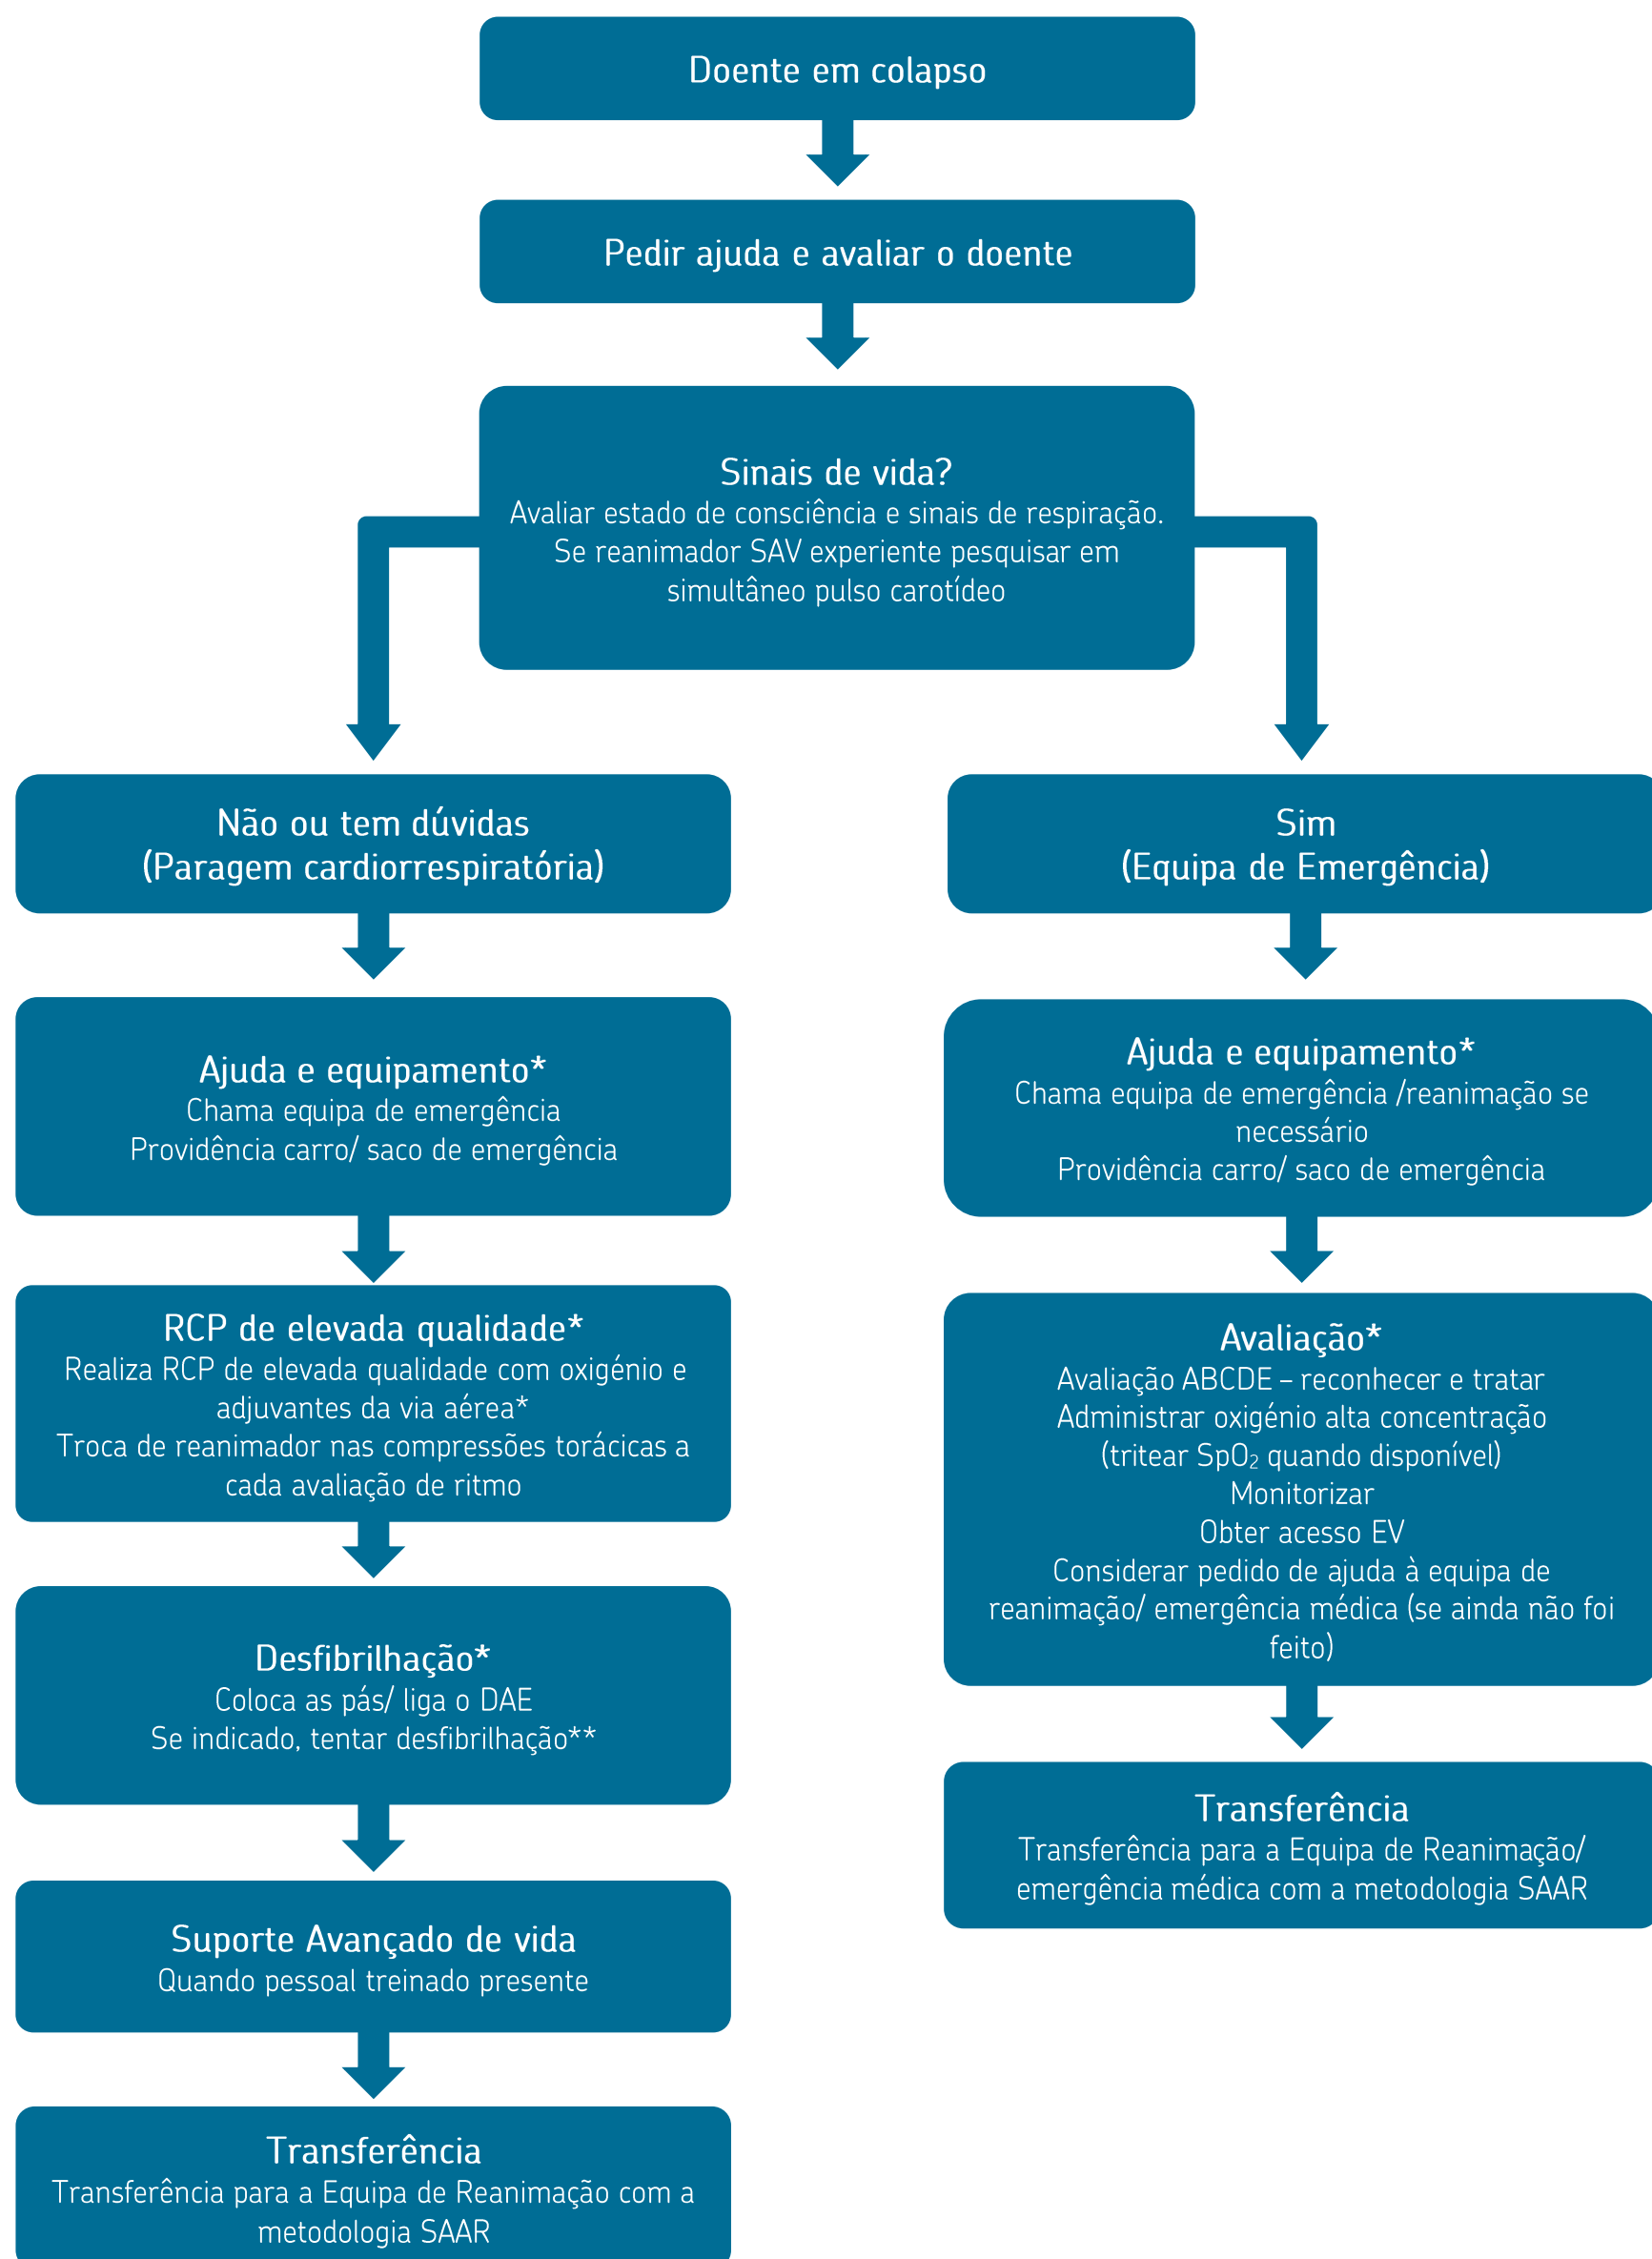 Doente em colapso
Pedir ajuda e avaliar o doente
Sinais de vida?
Avaliar estado de consciência e sinais de respiração.
Se reanimador SAV experiente pesquisar em
simultâneo pulso carotídeo
Não ou tem dúvidas
(Paragem cardiorrespiratória)
Ajuda e equipamento*
Chama equipa de emergência
Providência carro/ saco de emergência
RCP de elevada qualidade*
Realiza RCP de elevada qualidade com oxigénio e
adjuvantes da via aérea*
Troca de reanimador nas compressões torácicas a
cada avaliação de ritmo
Desfibrilhação*
Coloca as pás/ liga o DAE
Se indicado, tentar desfibrilhação**
Suporte Avançado de vida
Quando pessoal treinado presente
Transferência
Transferência para a Equipa de Reanimação com a
metodologia SAAR
Sim
(Equipa de Emergência)
Ajuda e equipamento*
Chama equipa de emergência /reanimação se
necessário
Providência carro/ saco de emergência
Avaliação*
Avaliação ABCDE – reconhecer e tratar
Administrar oxigénio alta concentração
(tritear SpO₂ quando disponível)
Monitorizar
Obter acesso EV
Considerar pedido de ajuda à equipa de
reanimação/ emergência médica (se ainda não foi
feito)
Transferência
Transferência para a Equipa de Reanimação/
emergência médica com a metodologia SAAR